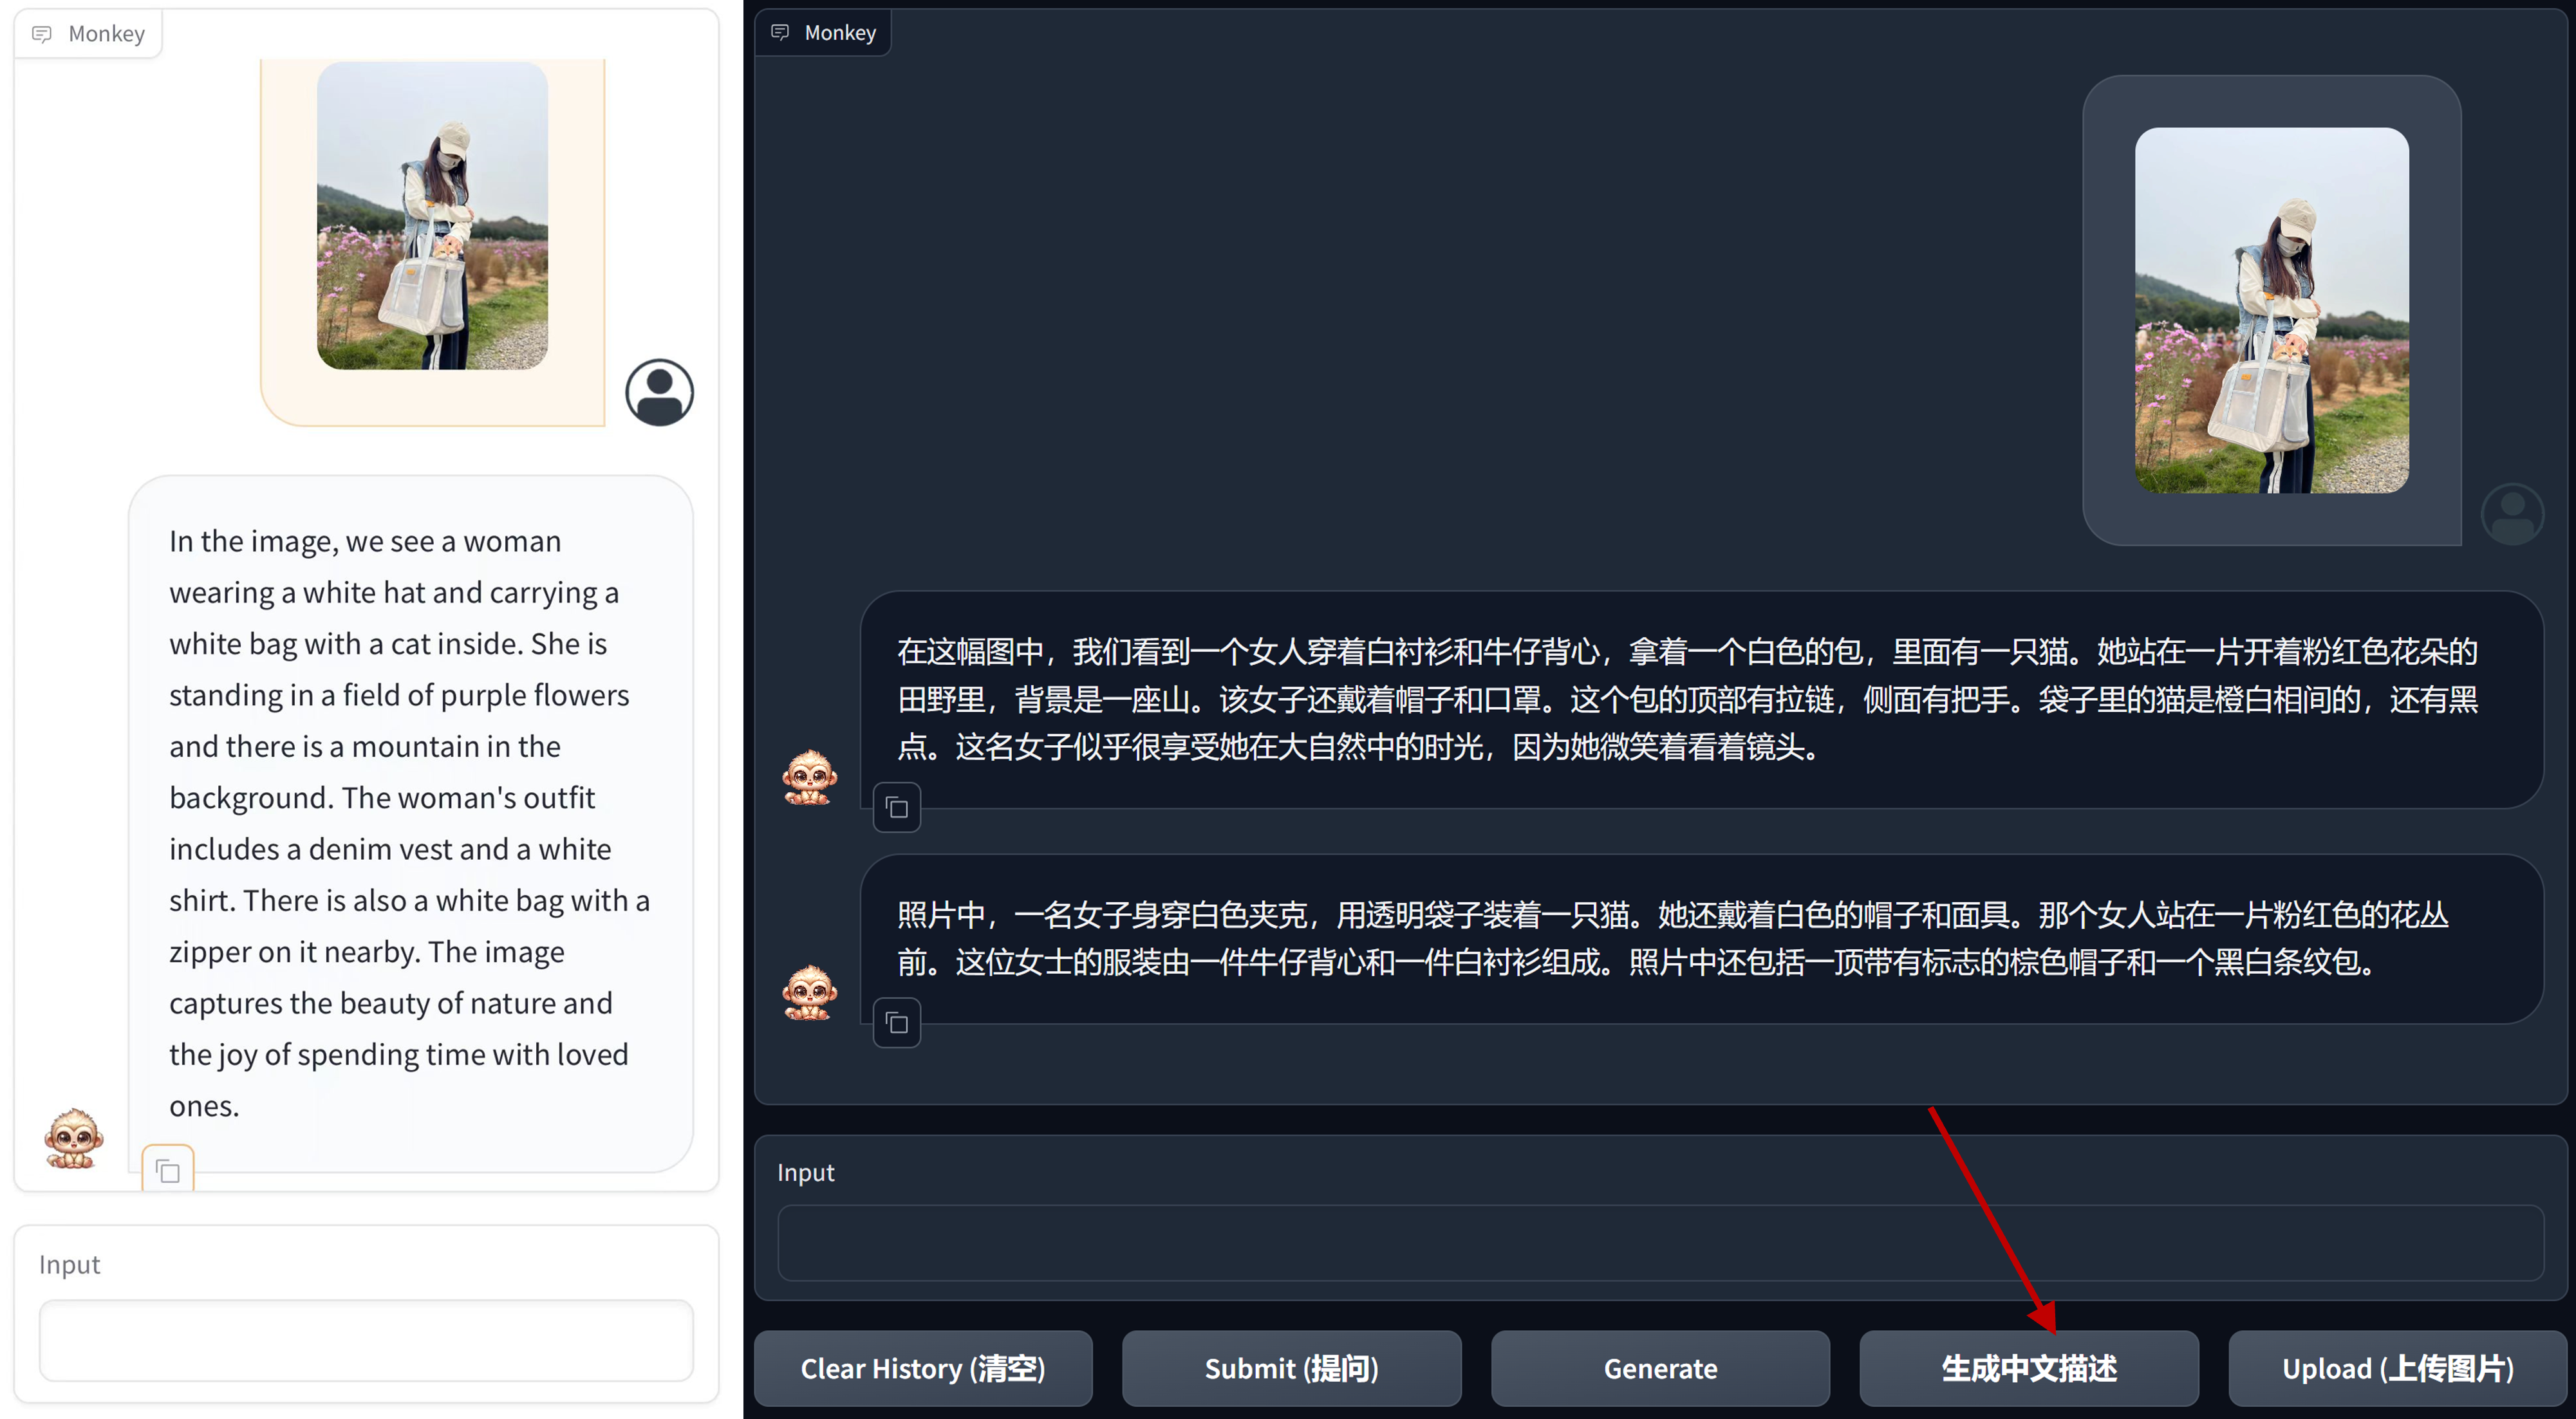 Monkey
In the image, we see a woman
wearing a white hat and carrying a
white bag with a cat inside. She is
standing in a field of purple flowers
and there is a mountain in the
background. The woman's outfit
includes a denim vest and a white
shirt. There is also a white bag with a
zipper on it nearby. The image
captures the beauty of nature and
the joy of spending time with loved
ones.
Input
Monkey
在这幅图中，我们看到一个女人穿着白衬衫和牛仔背心，拿着一个白色的包，里面有一只猫。她站在一片开着粉红色花朵的
田野里，背景是一座山。该女子还戴着帽子和口罩。这个包的顶部有拉链，侧面有把手。袋子里的猫是橙白相间的，还有黑
点。这名女子似乎很享受她在大自然中的时光，因为她微笑着看着镜头。
照片中，一名女子身穿白色夹克，用透明袋子装着一只猫。她还戴着白色的帽子和面具。那个女人站在一片粉红色的花丛
前。这位女士的服装由一件牛仔背心和一件白衬衫组成。照片中还包括一顶带有标志的棕色帽子和一个黑白条纹包。
Input
Clear History (清空)
Submit (提问)
Generate
生成中文描述
Upload (上传图片)